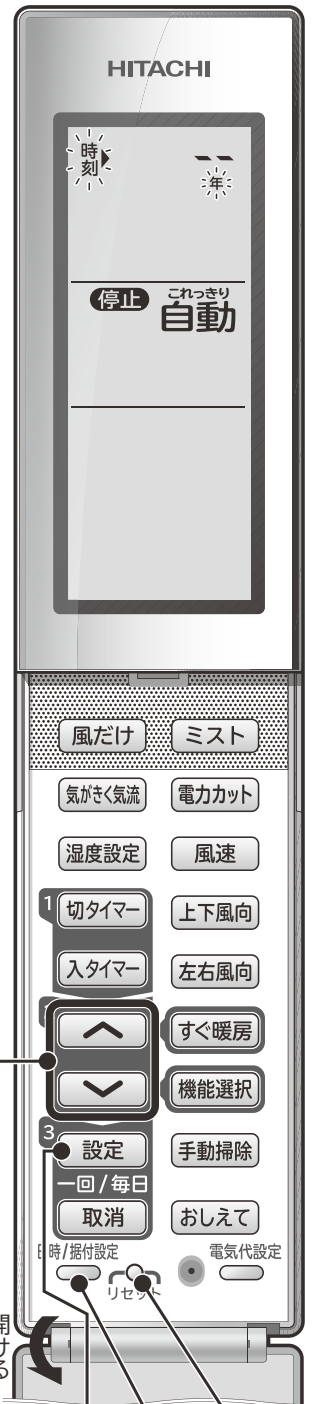 HITACHI
時刻
--
年
停止 これっきり
自動
風だけ ミスト
気がきく気流 電力カット
湿度設定 風速
1 切タイマー 上下風向
入タイマー 左右風向
すぐ暖房
機能選択
3 設定 手動掃除
一回/毎日
取消 おしえて
時/据付設定 電気代設定
リセット
開ける